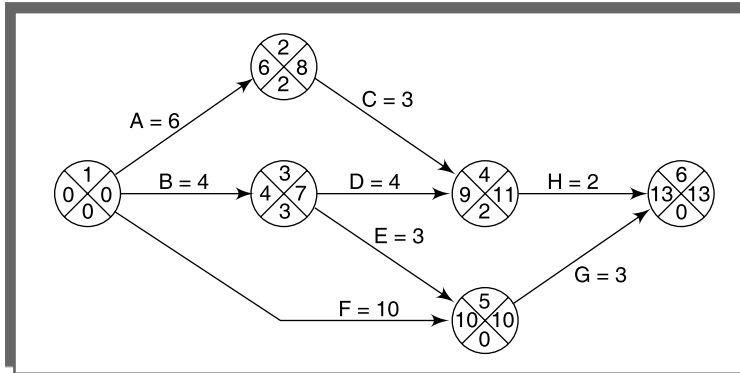 2
6 8
2
A = 6
C = 3
1
0 0
0
B = 4
3
4 7
3
D = 4
4
9 11
2
H = 2
6
13 13
0
E = 3
G = 3
F = 10
5
10 10
0